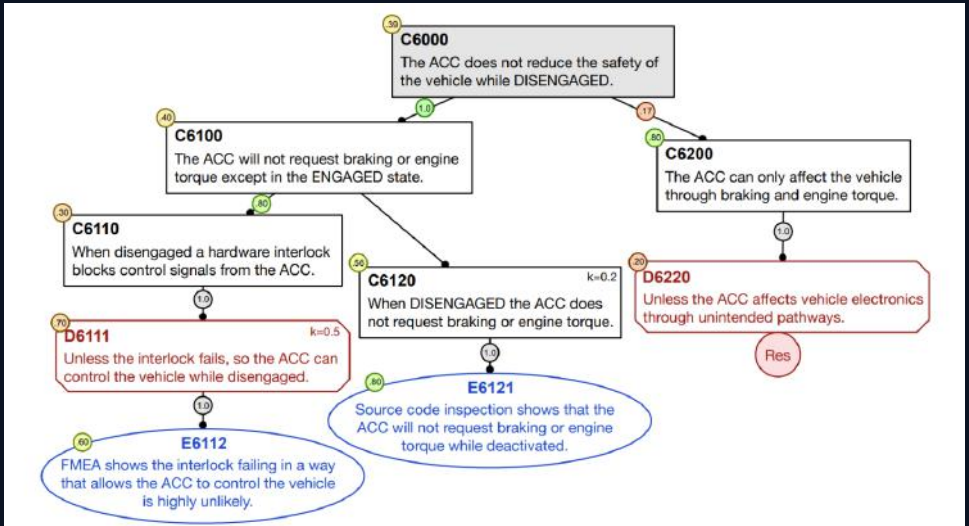 .39
C6000
The ACC does not reduce the safety of
the vehicle while DISENGAGED.
1.0
.17
.40
C6100
The ACC will not request braking or engine
torque except in the ENGAGED state.
.80
C6200
The ACC can only affect the vehicle
through braking and engine torque.
.80
.30
C6110
When disengaged a hardware interlock
blocks control signals from the ACC.
1.0
.56
C6120
k=0.2
When DISENGAGED the ACC does
not request braking or engine torque.
1.0
.20
D6220
Unless the ACC affects vehicle electronics
through unintended pathways.
Res
1.0
.70
D6111
k=0.5
Unless the interlock fails, so the ACC can
control the vehicle while disengaged.
1.0
.80
E6121
Source code inspection shows that the
ACC will not request braking or engine
torque while deactivated.
1.0
.60
E6112
FMEA shows the interlock failing in a way
that allows the ACC to control the vehicle
is highly unlikely.